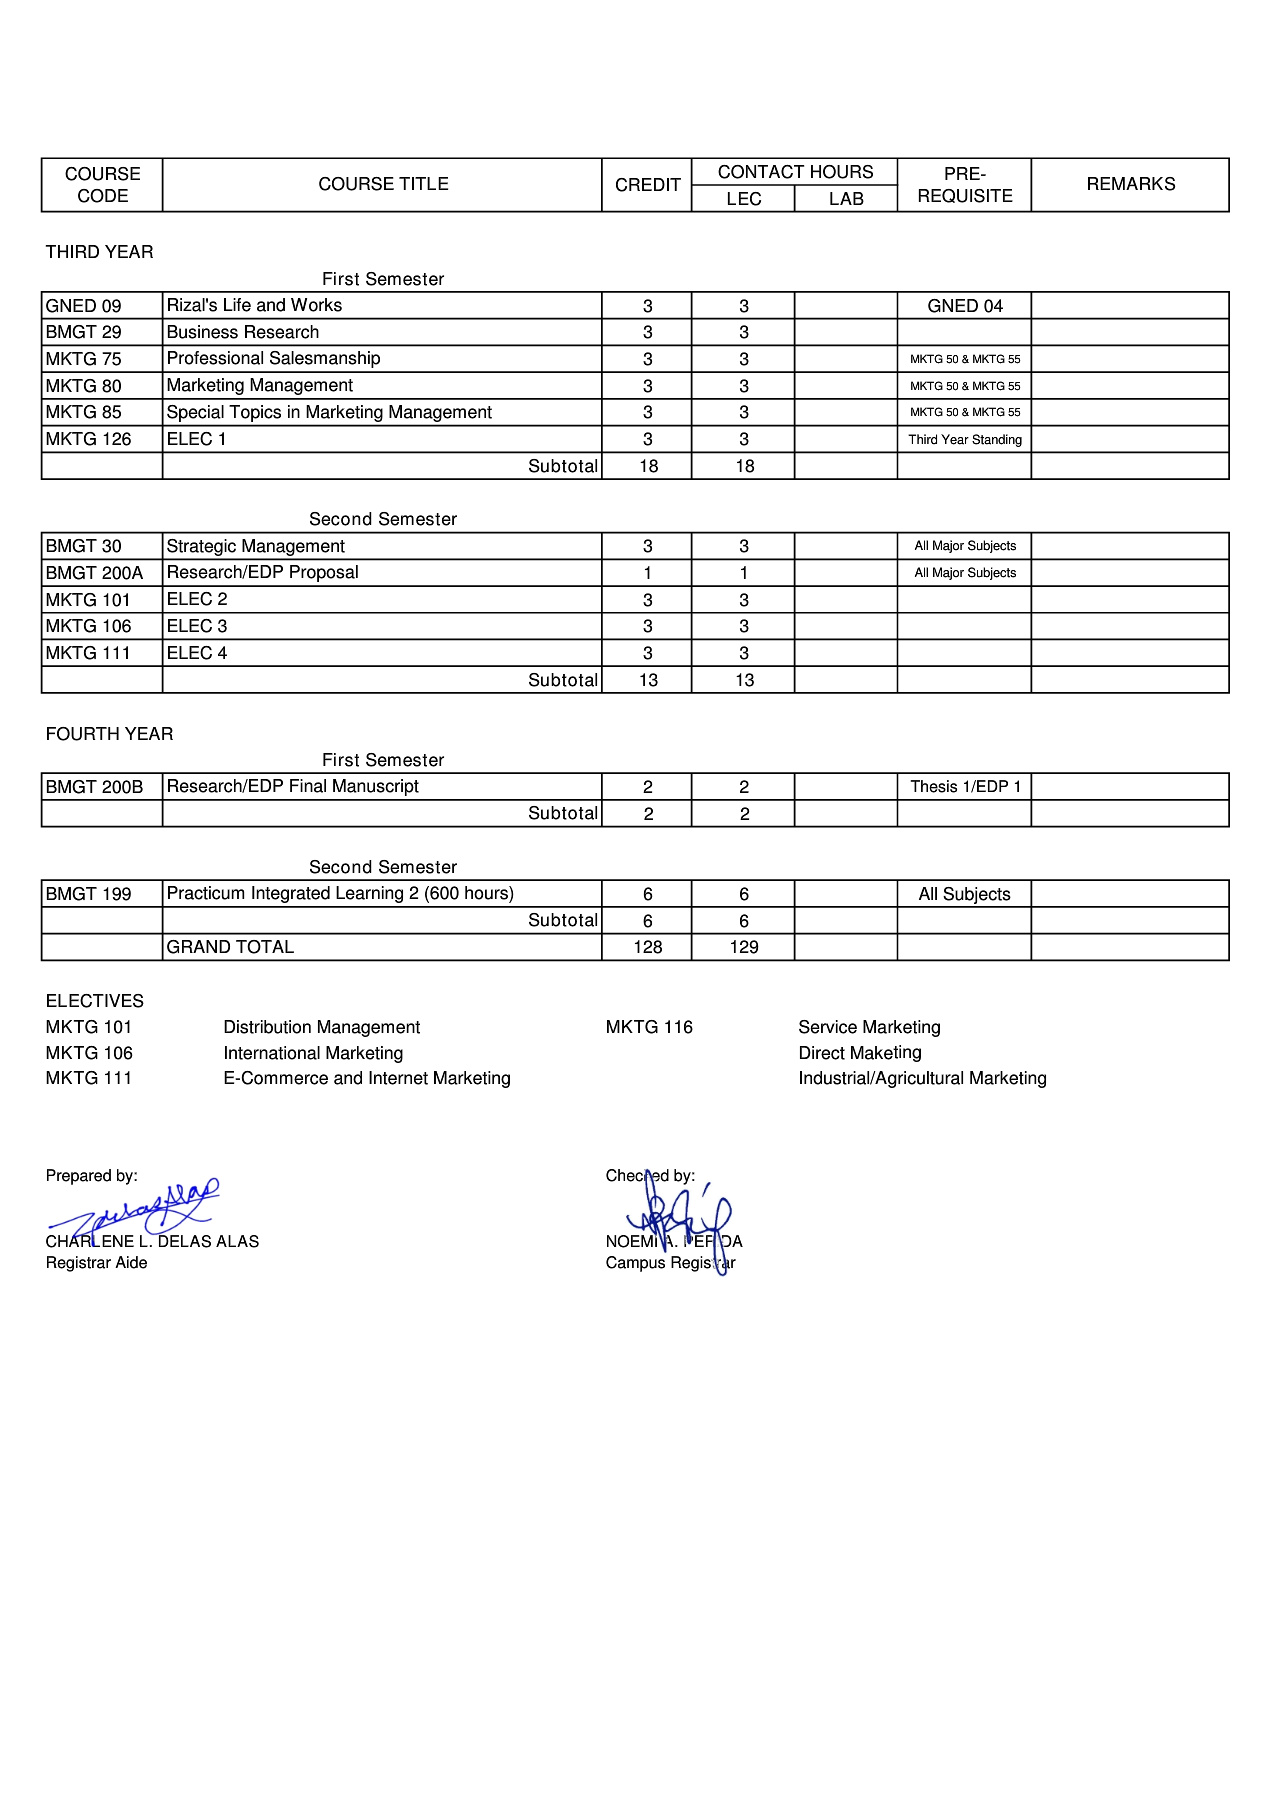 COURSE CODE COURSE TITLE CREDIT CONTACT HOURS LEC LAB PRE-REQUISITE REMARKS
THIRD YEAR
First Semester
GNED 09 Rizal's Life and Works 3 3 GNED 04
BMGT 29 Business Research 3 3
MKTG 75 Professional Salesmanship 3 3 MKTG 50 & MKTG 55
MKTG 80 Marketing Management 3 3 MKTG 50 & MKTG 55
MKTG 85 Special Topics in Marketing Management 3 3 MKTG 50 & MKTG 55
MKTG 126 ELEC 1 3 3 Third Year Standing
Subtotal 18 18
Second Semester
BMGT 30 Strategic Management 3 3 All Major Subjects
BMGT 200A Research/EDP Proposal 1 1 All Major Subjects
MKTG 101 ELEC 2 3 3
MKTG 106 ELEC 3 3 3
MKTG 111 ELEC 4 3 3
Subtotal 13 13
FOURTH YEAR
First Semester
BMGT 200B Research/EDP Final Manuscript 2 2 Thesis 1/EDP 1
Subtotal 2 2
Second Semester
BMGT 199 Practicum Integrated Learning 2 (600 hours) 6 6 All Subjects
Subtotal 6 6
GRAND TOTAL 128 129
ELECTIVES
MKTG 101 Distribution Management MKTG 116 Service Marketing
MKTG 106 International Marketing Direct Maketing
MKTG 111 E-Commerce and Internet Marketing Industrial/Agricultural Marketing
Prepared by: Checked by:
CHARLENE L. DELAS ALAS NOEMI A.
Registrar Aide Campus Registrar